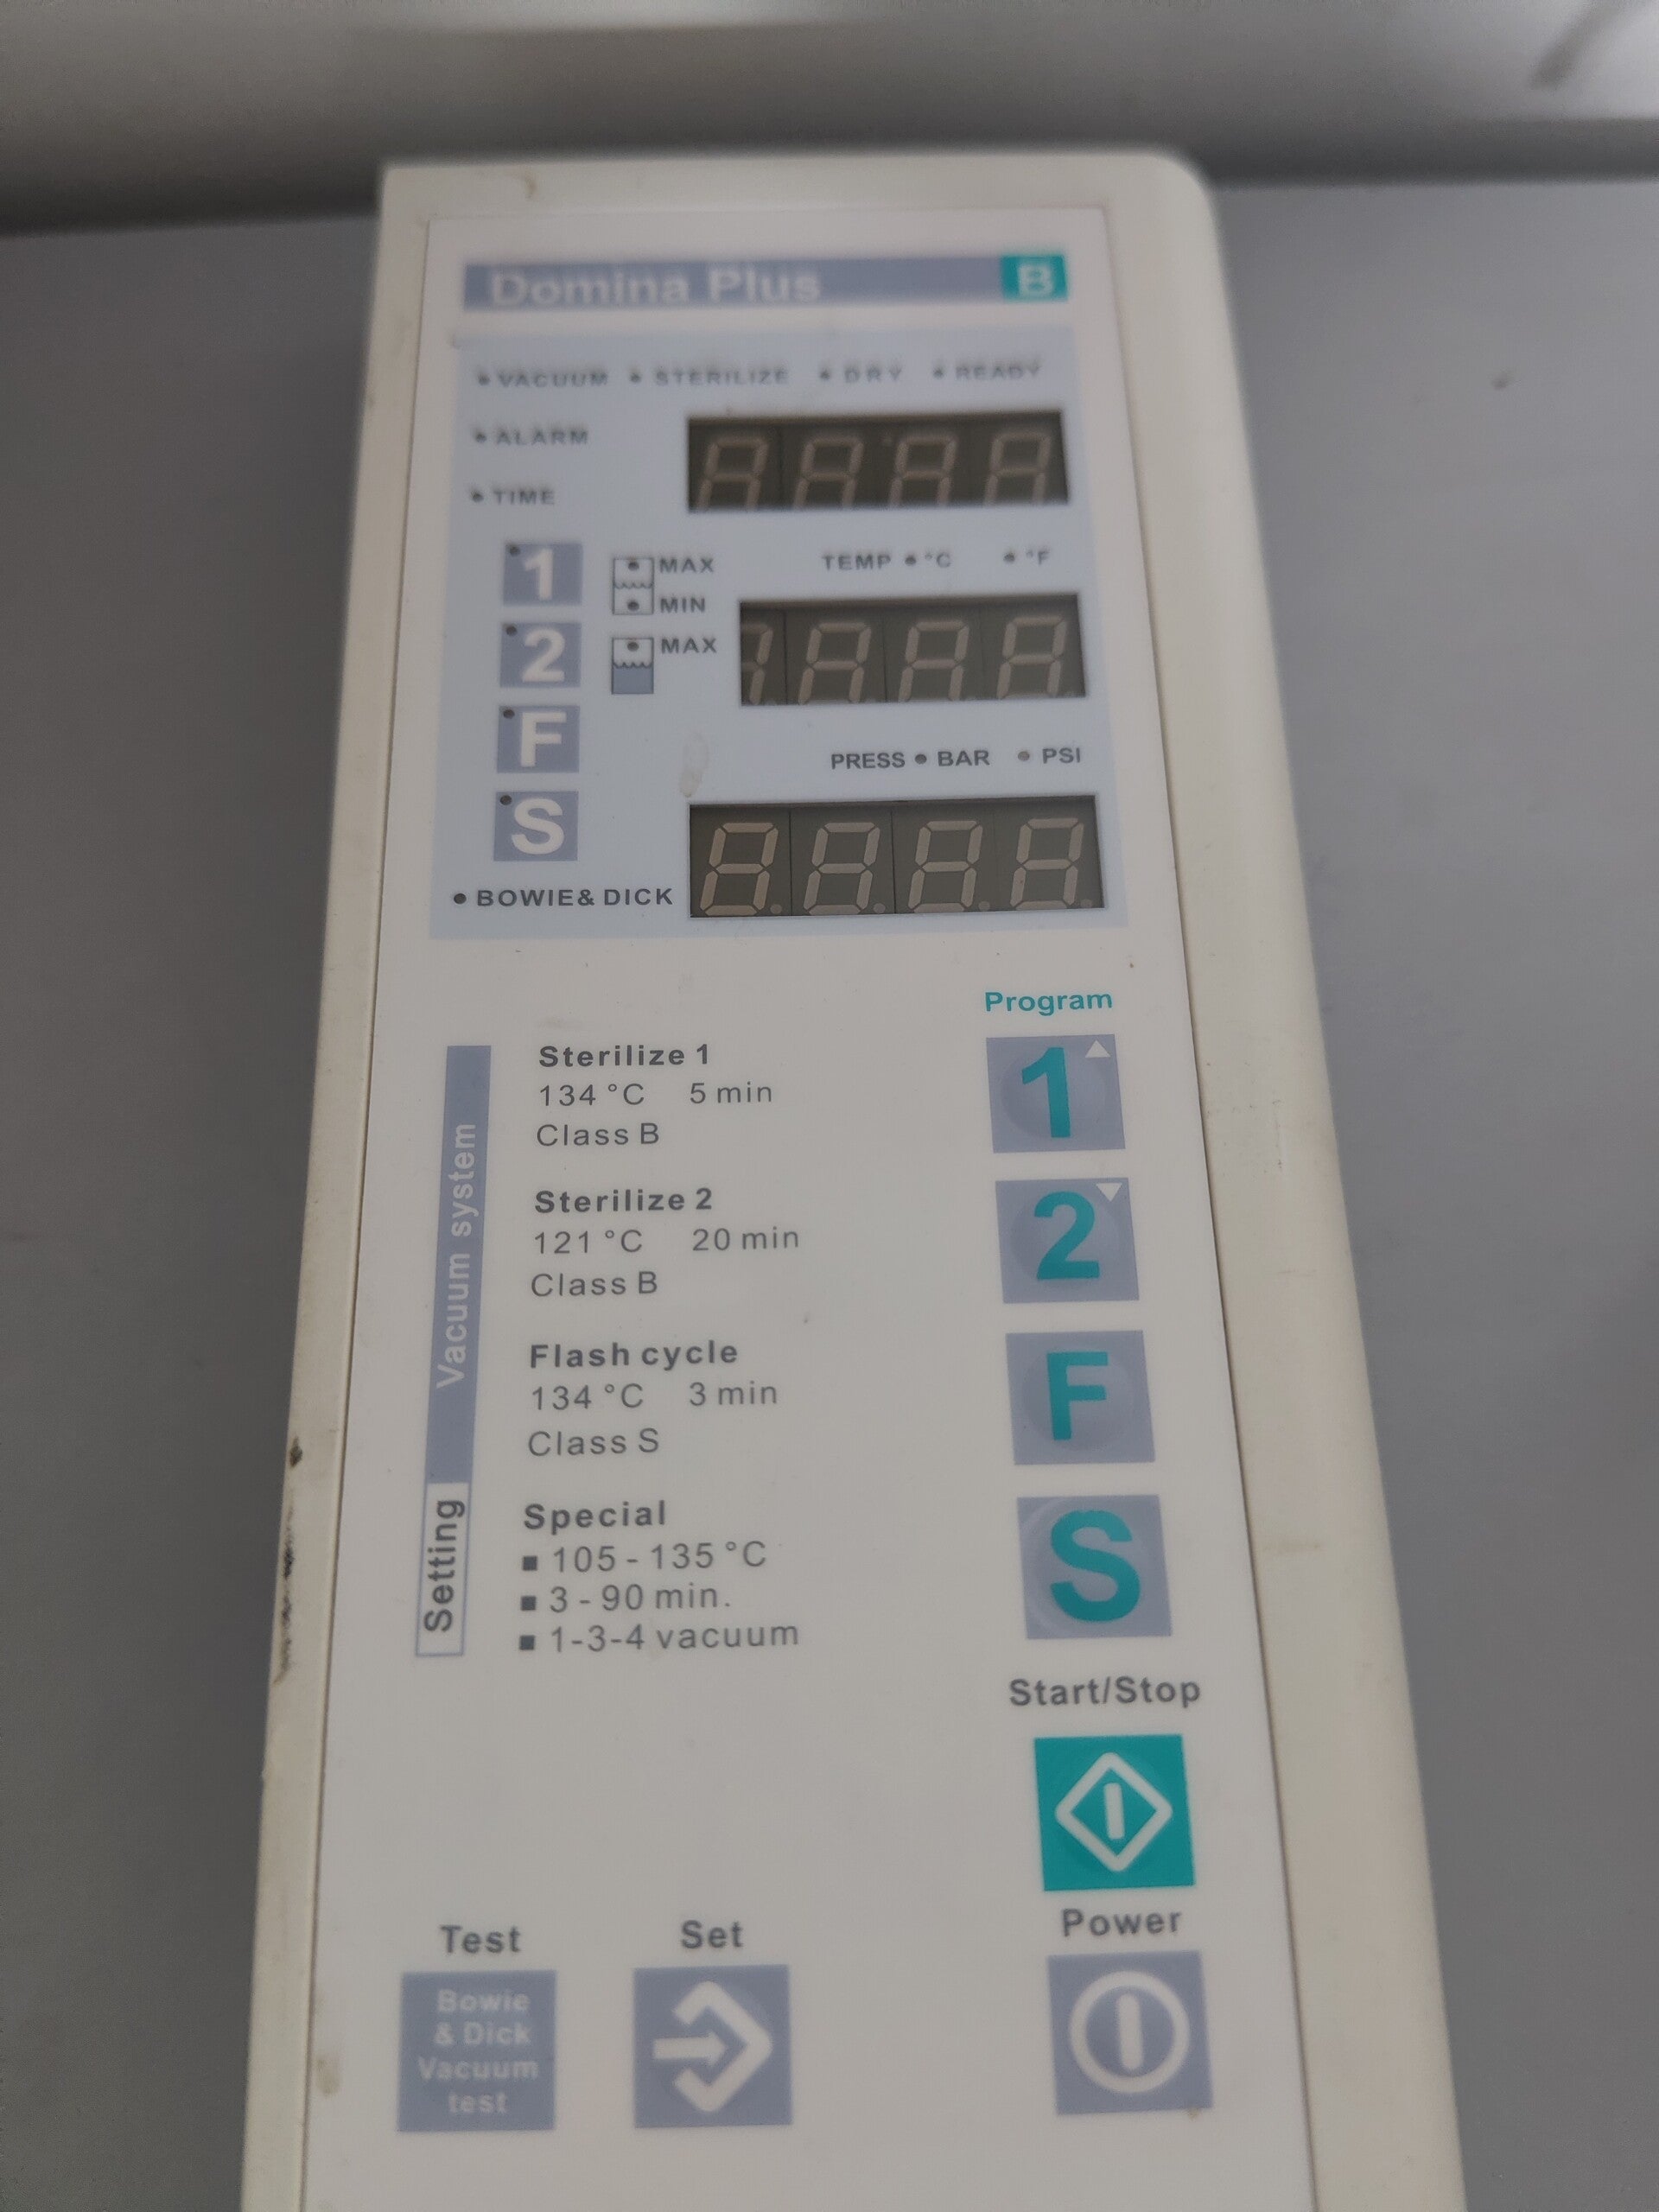 Domina Plus B
VACUUM STERILIZE DRY READY
ALARM
TIME
1 MAX TEMP °C °F
MIN
2 MAX
F
PRESS BAR PSI
S
BOWIE& DICK
Program
Vacuum system
Setting
Sterilize 1
134 °C 5 min
Class B
1
Sterilize 2
121 °C 20 min
Class B
2
Flash cycle
134 °C 3 min
Class S
F
Special
105 - 135 °C
3 - 90 min.
1-3-4 vacuum
S
Start/Stop
Test Set Power
Bowie
& Dick
Vacuum
test